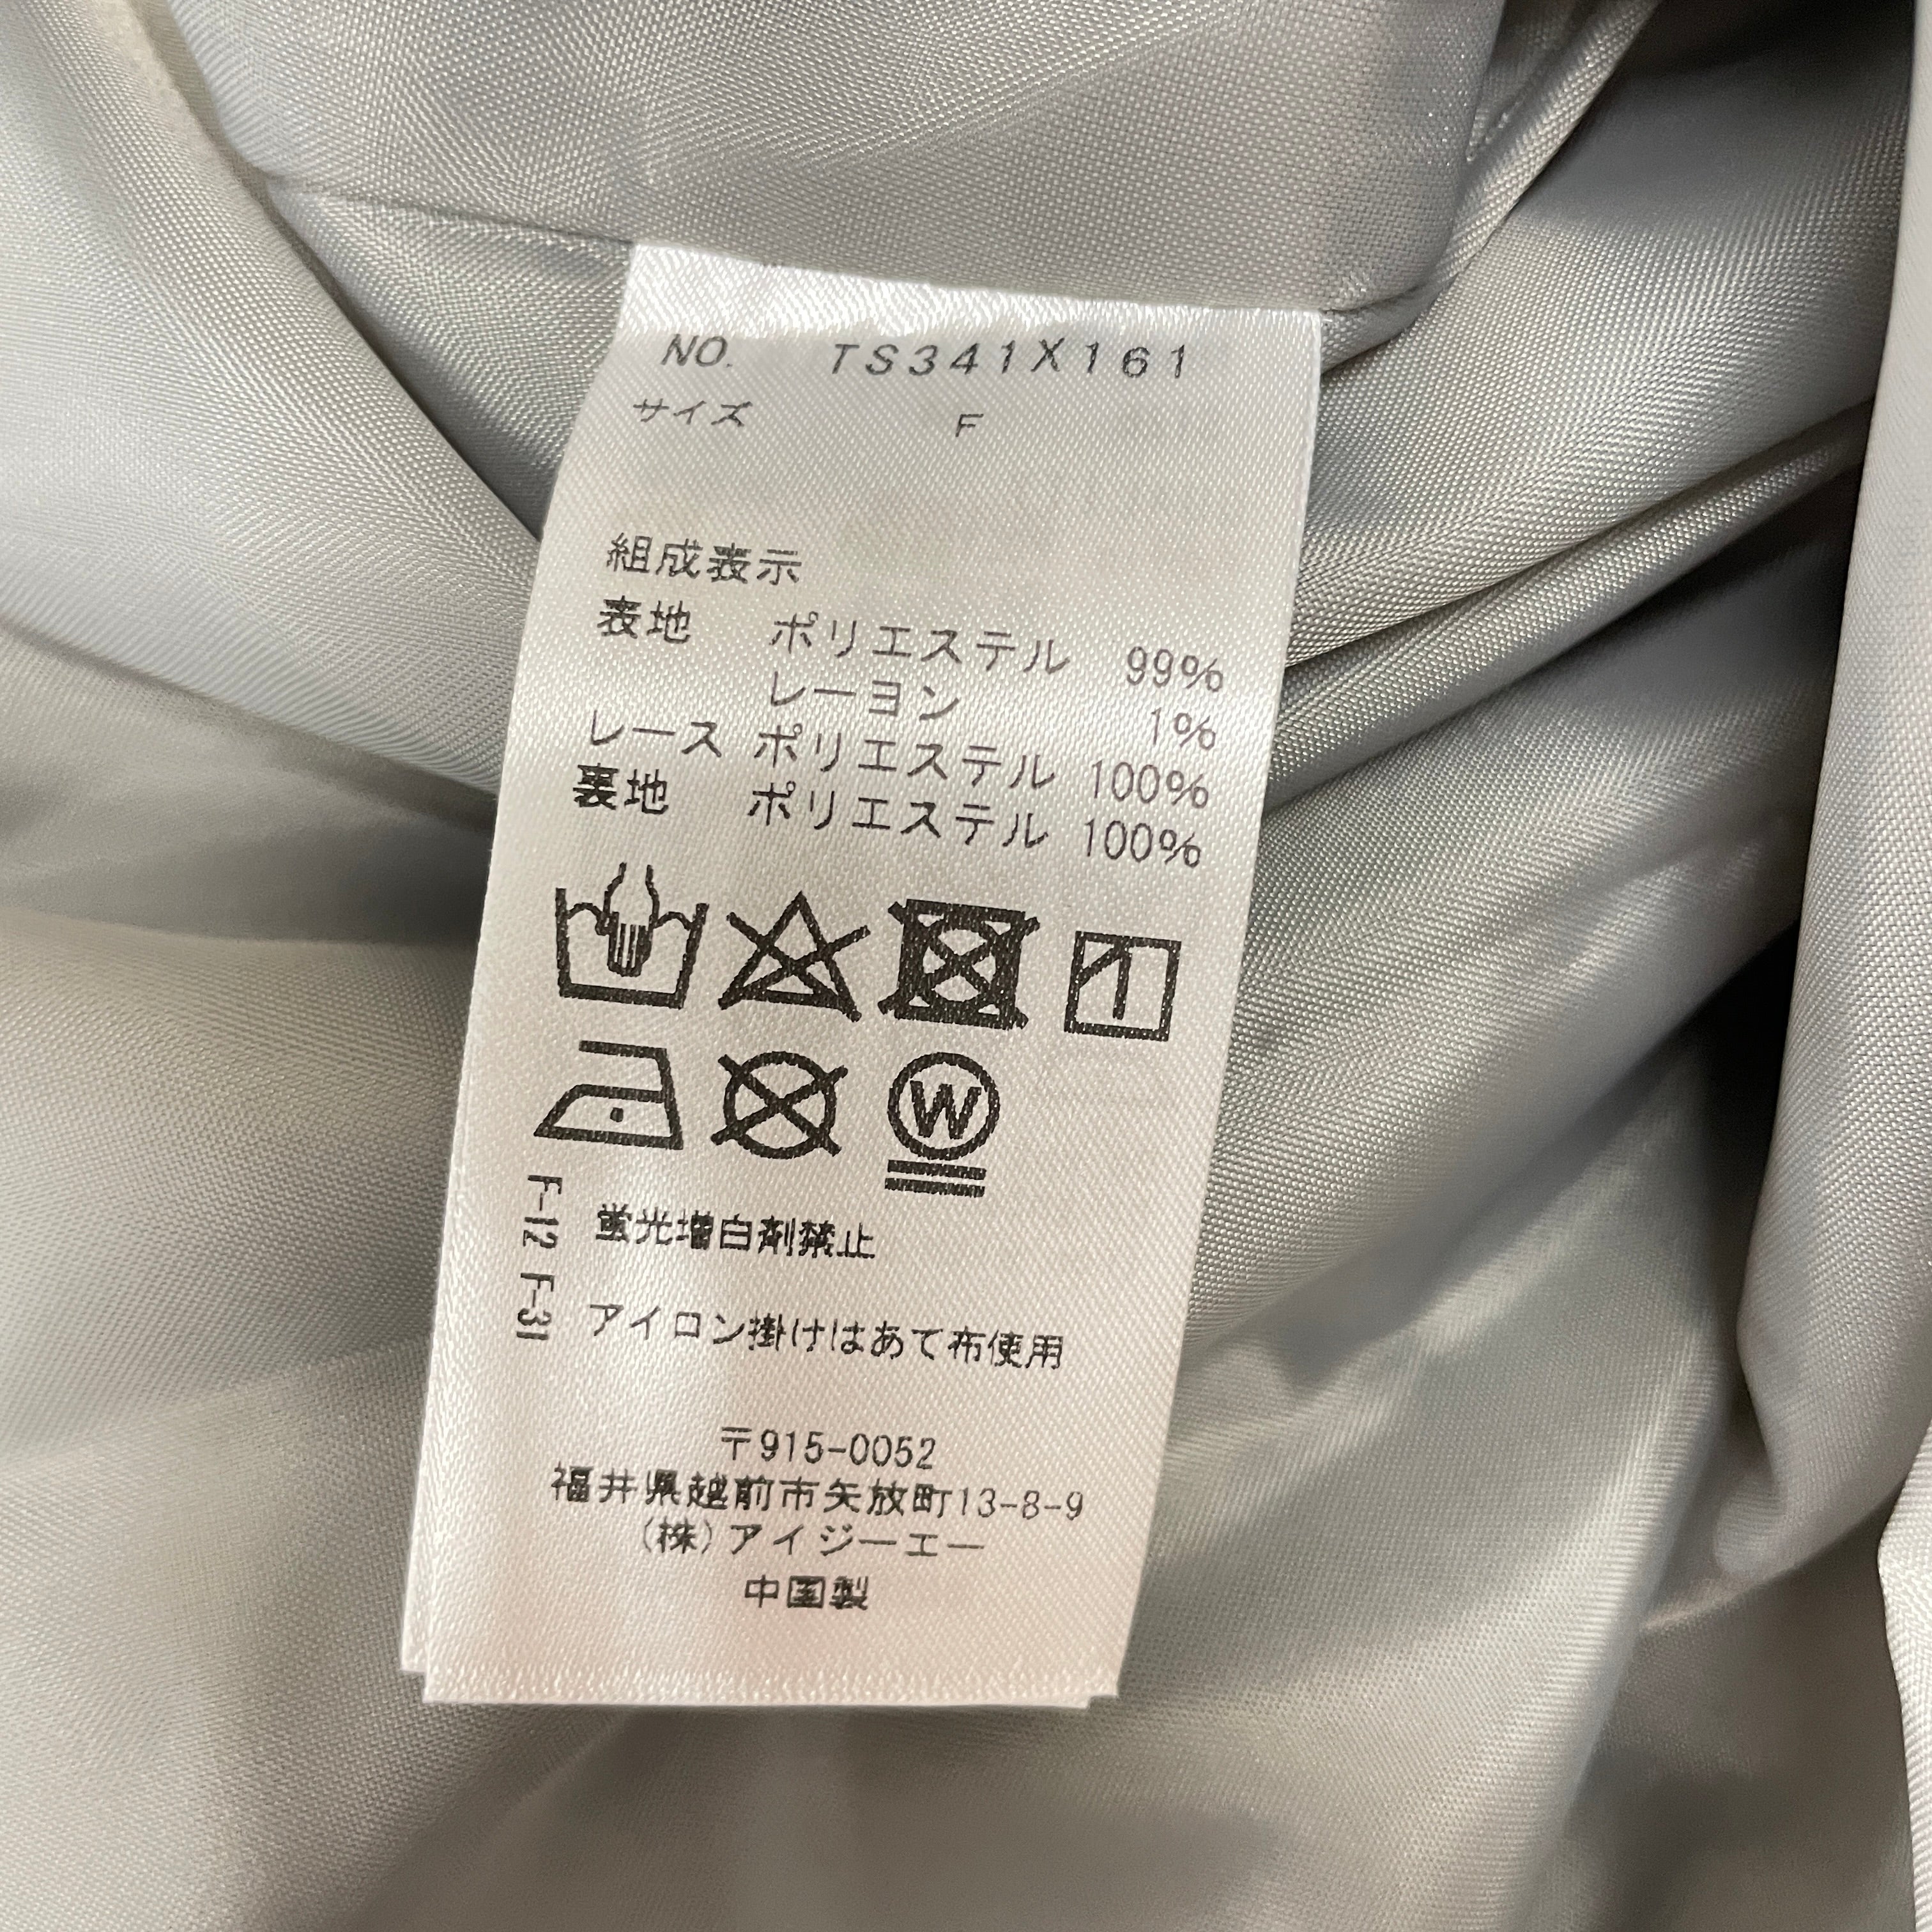 NO. TS341X161
サイズ F
組成表示
表地 ポリエステル 99%
レーヨン 1%
レース ポリエステル 100%
裏地 ポリエステル 100%
W
F-12 F-31
蛍光増白剤禁止
アイロン掛けはあて布使用
〒915-0052
福井県越前市矢放町13-8-9
(株)アイジーエー
中国製